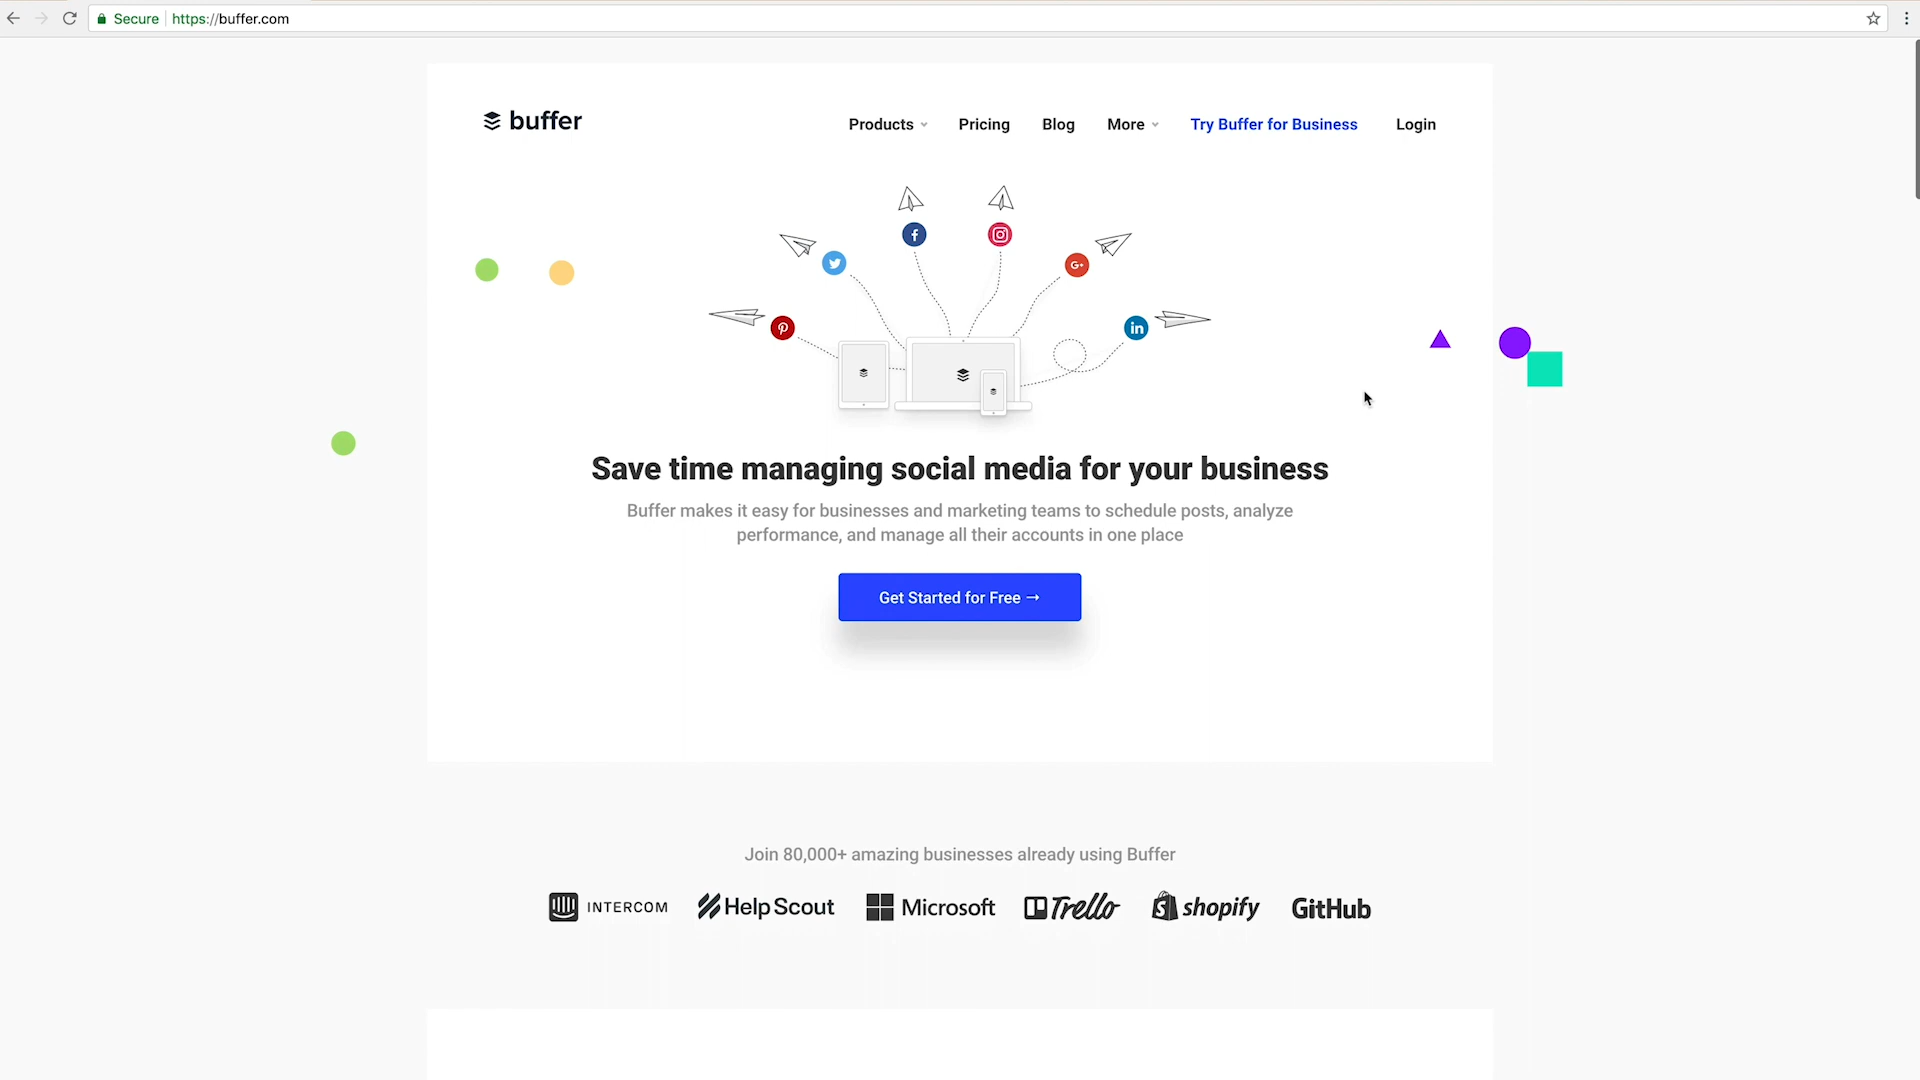 Secure https://buffer.com
buffer
Products Pricing Blog More Try Buffer for Business Login
Save time managing social media for your business
Buffer makes it easy for businesses and marketing teams to schedule posts, analyze
performance, and manage all their accounts in one place
Get Started for Free →
Join 80,000+ amazing businesses already using Buffer
INTERCOM Help Scout Microsoft Trello shopify GitHub